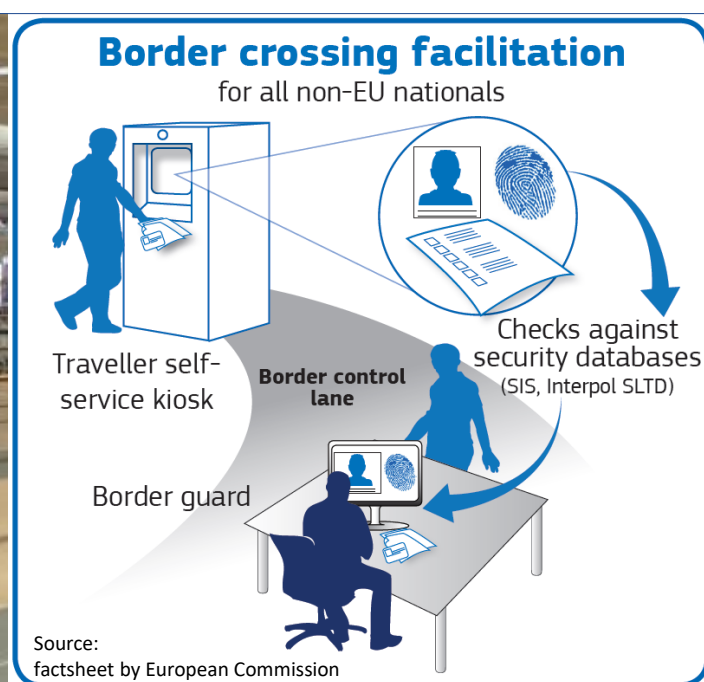 Border crossing facilitation
for all non-EU nationals
Traveller self-
service kiosk
Checks against
security databases
(SIS, Interpol SLTD)
Border control
lane
Border guard
Source:
factsheet by European Commission